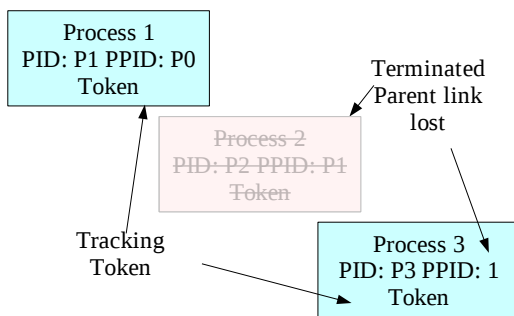 Process 1
PID: P1 PPID: P0
Token
Terminated
Parent link
lost
Process 2
PID: P2 PPID: P1
Token
Tracking
Token
Process 3
PID: P3 PPID: 1
Token